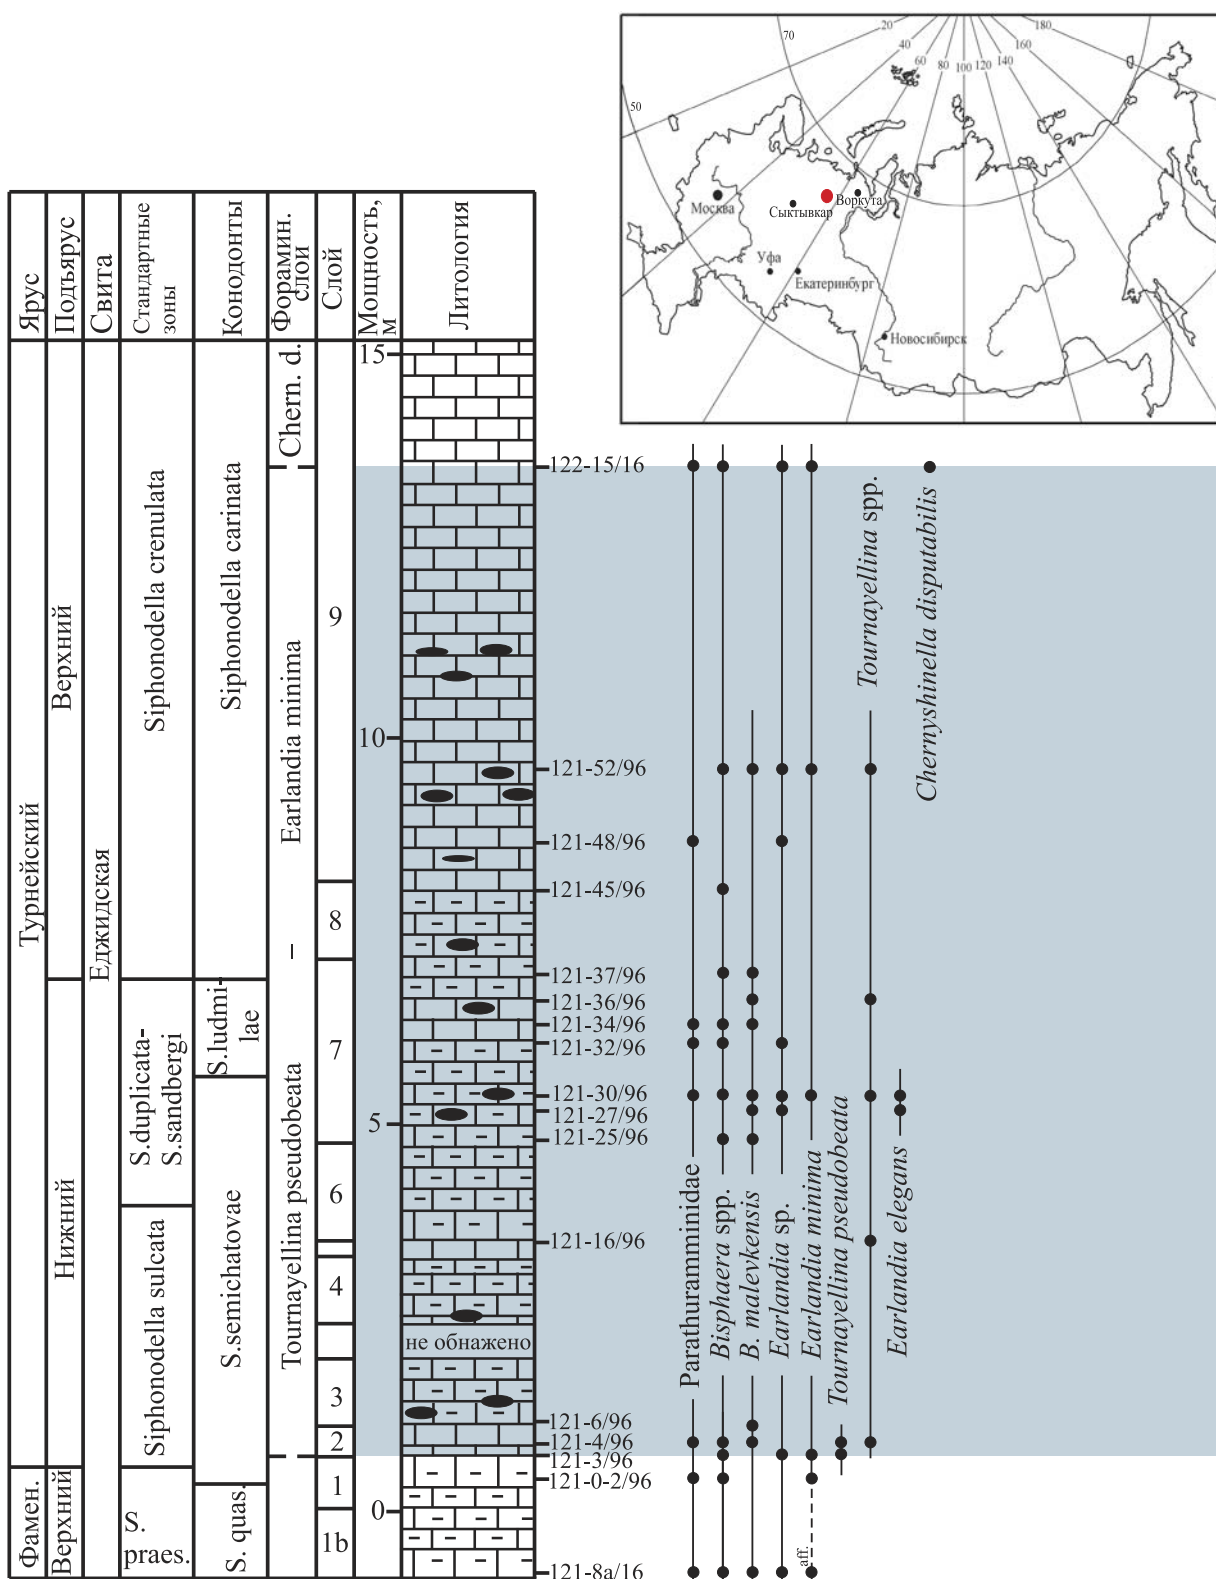 180
160
140
120
100
80
60
40
20
70
50
Москва
Сыктывкар
Воркута
Уфа
Екатеринбург
Новосибирск
Ярус
Подъярус
Свита
Стандартные
зоны
Конодонты
Форамин.
слои
Слой
Мощность,
м
Литология
Турнейский
Фамен.
Верхний
Нижний
Верхний
Еджидская
Siphonodella crenulata
S.duplicata-
S.sandbergi
Siphonodella sulcata
S.
praes.
Siphonodella carinata
S.ludmi-
lae
S.semichatovae
S. quas.
Chern. d.
Earlandia minima
–
Tournayellina pseudobeata
9
8
7
6
4
3
2
1
1b
15
10
5
0
не обнажено
122-15/16
121-52/96
121-48/96
121-45/96
121-37/96
121-36/96
121-34/96
121-32/96
121-30/96
121-27/96
121-25/96
121-16/96
121-6/96
121-4/96
121-3/96
121-0-2/96
121-8a/16
Parathuramminidae
Bisphaera spp.
B. malevkensis
Earlandia sp.
Earlandia minima
aff.
Tournayellina pseudobeata
Tournayellina spp.
Earlandia elegans
Chernyshinella disputabilis